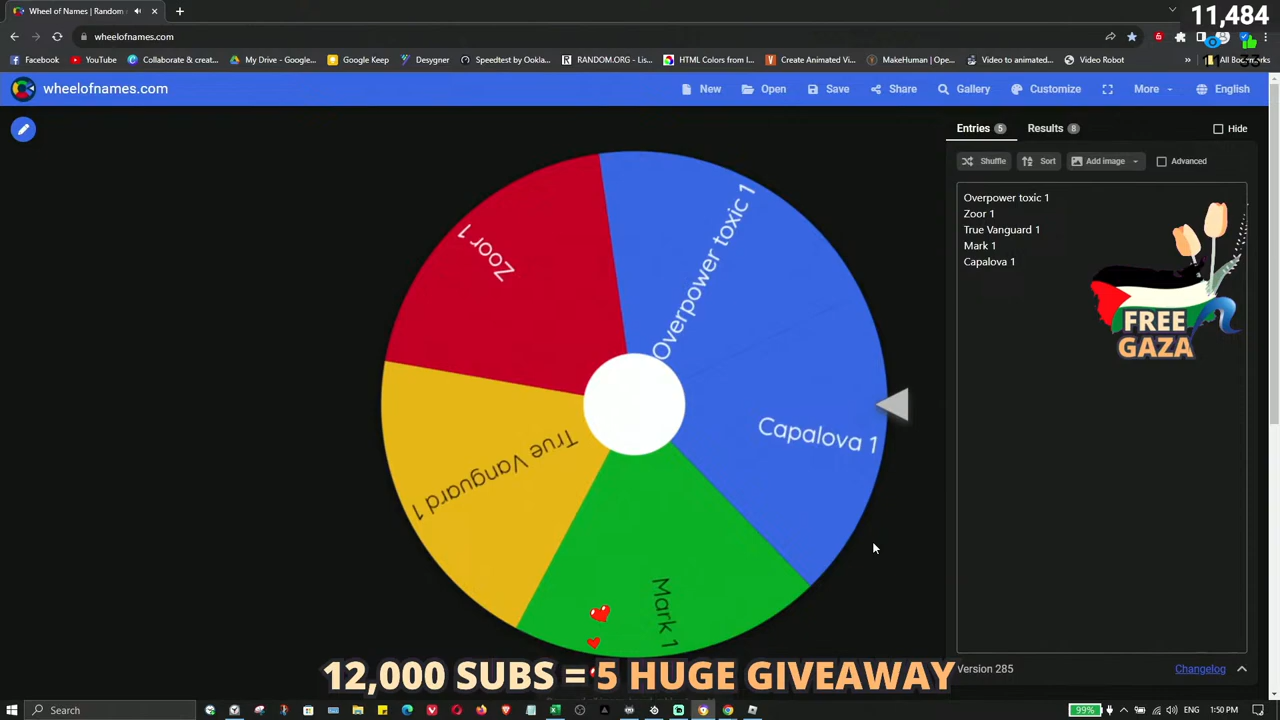 Wheel of Names | Random
11,484
wheelofnames.com
Facebook
YouTube
Collaborate & creat...
My Drive - Google...
Google Keep
Desygner
Speedtest by Ookla...
RANDOM.ORG - Lis...
HTML Colors from I...
Create Animated Vi...
MakeHuman | Ope...
Video to animated...
Video Robot
All Bookmarks
wheelofnames.com
New
Open
Save
Share
Gallery
Customize
More
English
Entries 5
Results 8
Hide
Shuffle
Sort
Add image
Advanced
Overpower toxic 1
Zoor 1
True Vanguard 1
Mark 1
Capalova 1
FREE
GAZA
Zoor 1
Overpower toxic 1
Capalova 1
True Vanguard 1
Mark 1
Version 285
Changelog
12,000 SUBS = 5 HUGE GIVEAWAY
Search
99%
ENG
1:50 PM